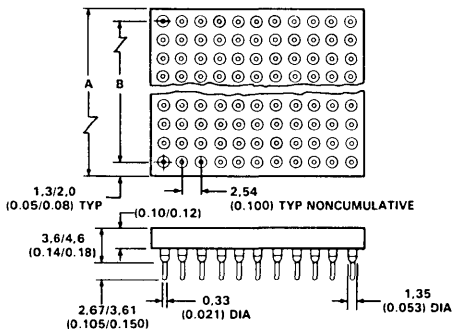 A
B
1,3/2,0
(0.05/0.08) TYP
2,54
(0.100) TYP NONCUMULATIVE
(0.10/0.12)
3.6/4,6
(0.14/0.18)
2.67/3.61
(0.105/0.150)
0,33
(0.021) DIA
1,35
(0.053) DIA